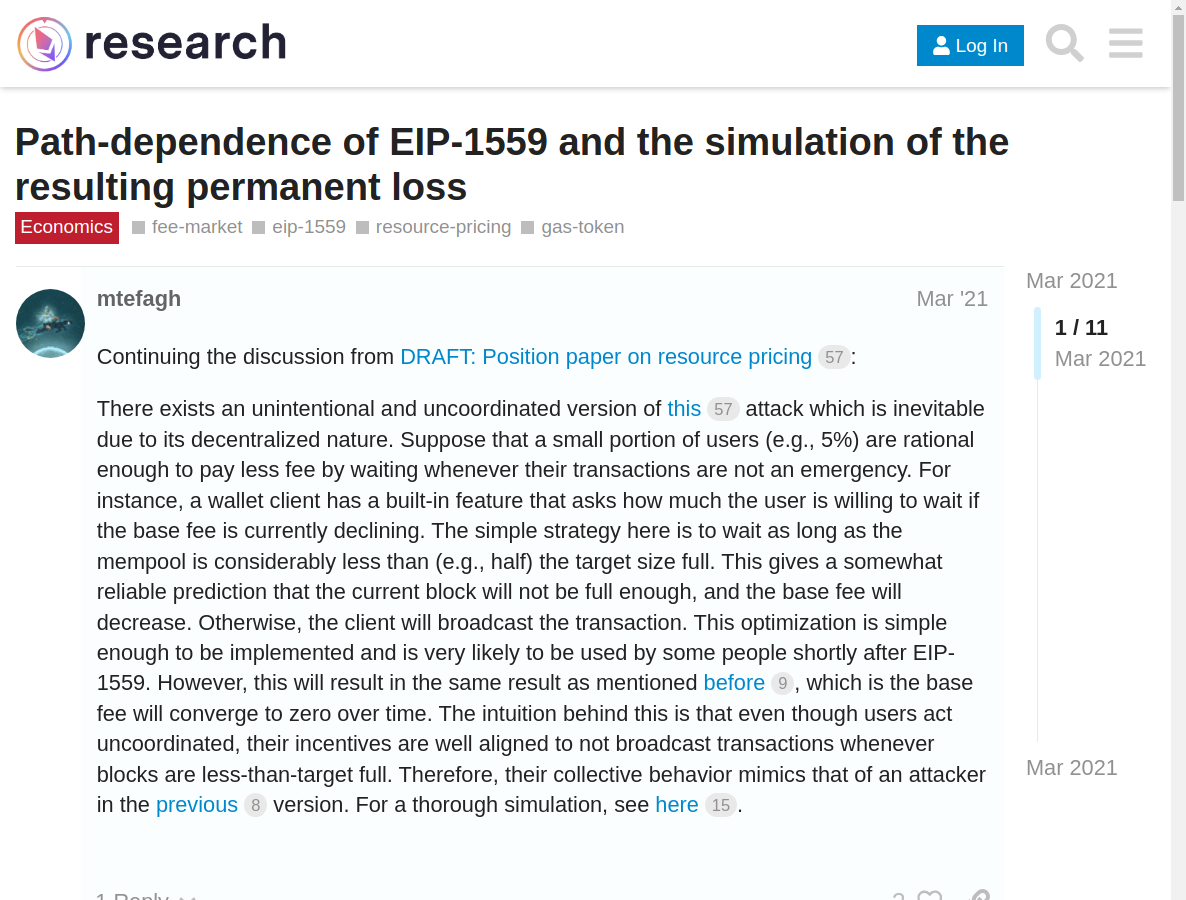 research
Log In
Path-dependence of EIP-1559 and the simulation of the
resulting permanent loss
Economics fee-market eip-1559 resource-pricing gas-token
Mar 2021
mtefagh Mar '21
1 / 11
Mar 2021
Continuing the discussion from DRAFT: Position paper on resource pricing 57:
There exists an unintentional and uncoordinated version of this 57 attack which is inevitable
due to its decentralized nature. Suppose that a small portion of users (e.g., 5%) are rational
enough to pay less fee by waiting whenever their transactions are not an emergency. For
instance, a wallet client has a built-in feature that asks how much the user is willing to wait if
the base fee is currently declining. The simple strategy here is to wait as long as the
mempool is considerably less than (e.g., half) the target size full. This gives a somewhat
reliable prediction that the current block will not be full enough, and the base fee will
decrease. Otherwise, the client will broadcast the transaction. This optimization is simple
enough to be implemented and is very likely to be used by some people shortly after EIP-
1559. However, this will result in the same result as mentioned before 9, which is the base
fee will converge to zero over time. The intuition behind this is that even though users act
uncoordinated, their incentives are well aligned to not broadcast transactions whenever
blocks are less-than-target full. Therefore, their collective behavior mimics that of an attacker
in the previous 8 version. For a thorough simulation, see here 15.
Mar 2021
1 Reply